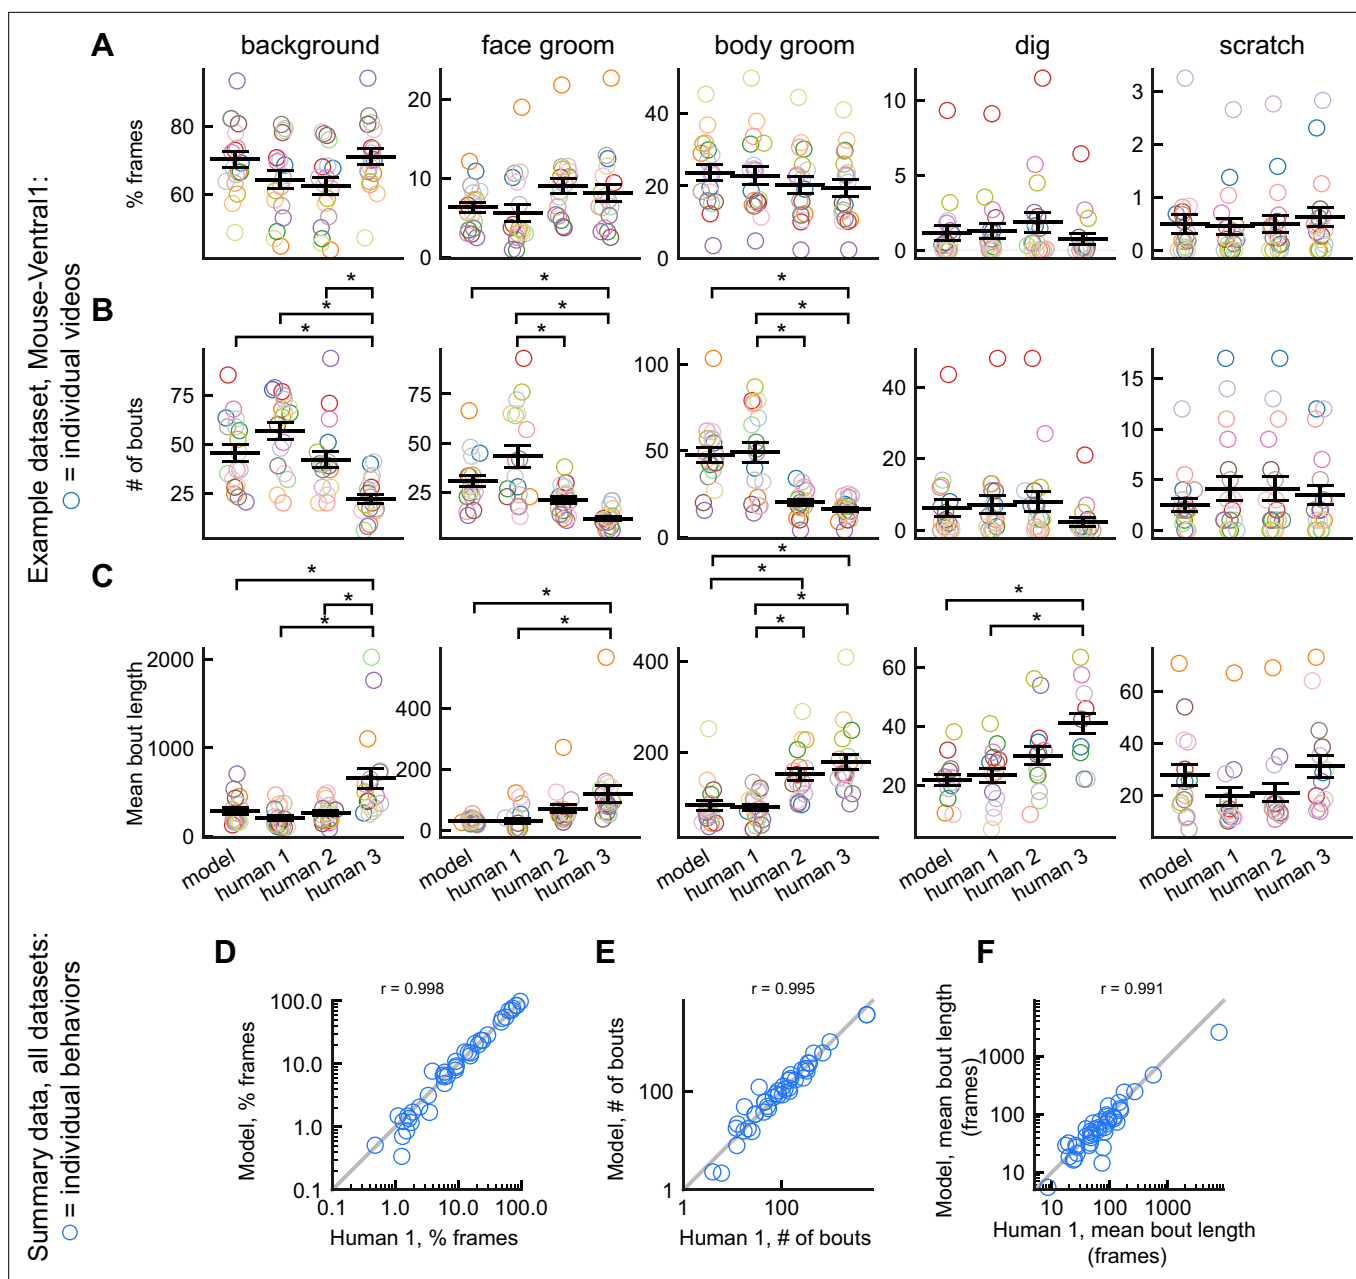 A
background
face groom
body groom
dig
scratch
Example dataset, Mouse-Ventral1:
= individual videos
% frames
80
60
20
10
0
40
20
0
10
5
0
3
2
1
0
* * *
* * *
* * *
B
# of bouts
75
50
25
75
50
25
100
50
0
40
20
0
15
10
5
0
* * *
* *
* * * *
* *
C
Mean bout length
2000
1000
0
400
200
0
400
200
60
40
20
60
40
20
model human 1 human 2 human 3
model human 1 human 2 human 3
model human 1 human 2 human 3
model human 1 human 2 human 3
model human 1 human 2 human 3
Summary data, all datasets:
= individual behaviors
D
r = 0.998
Model, % frames
100.0
10.0
1.0
0.1
0.1 1.0 10.0 100.0
Human 1, % frames
E
r = 0.995
Model, # of bouts
100
1
1 100
Human 1, # of bouts
F
r = 0.991
Model, mean bout length
(frames)
1000
100
10
10 100 1000
Human 1, mean bout length
(frames)